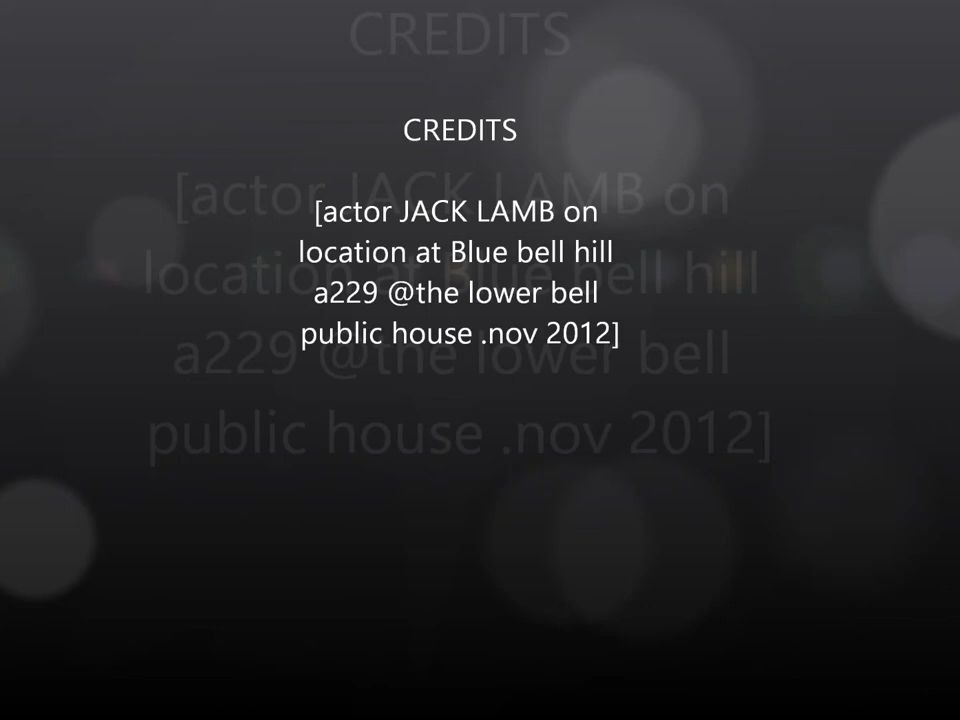 CREDITS
[actor JACK LAMB on
location at Blue bell hill
a229 @the lower bell
public house .nov 2012]